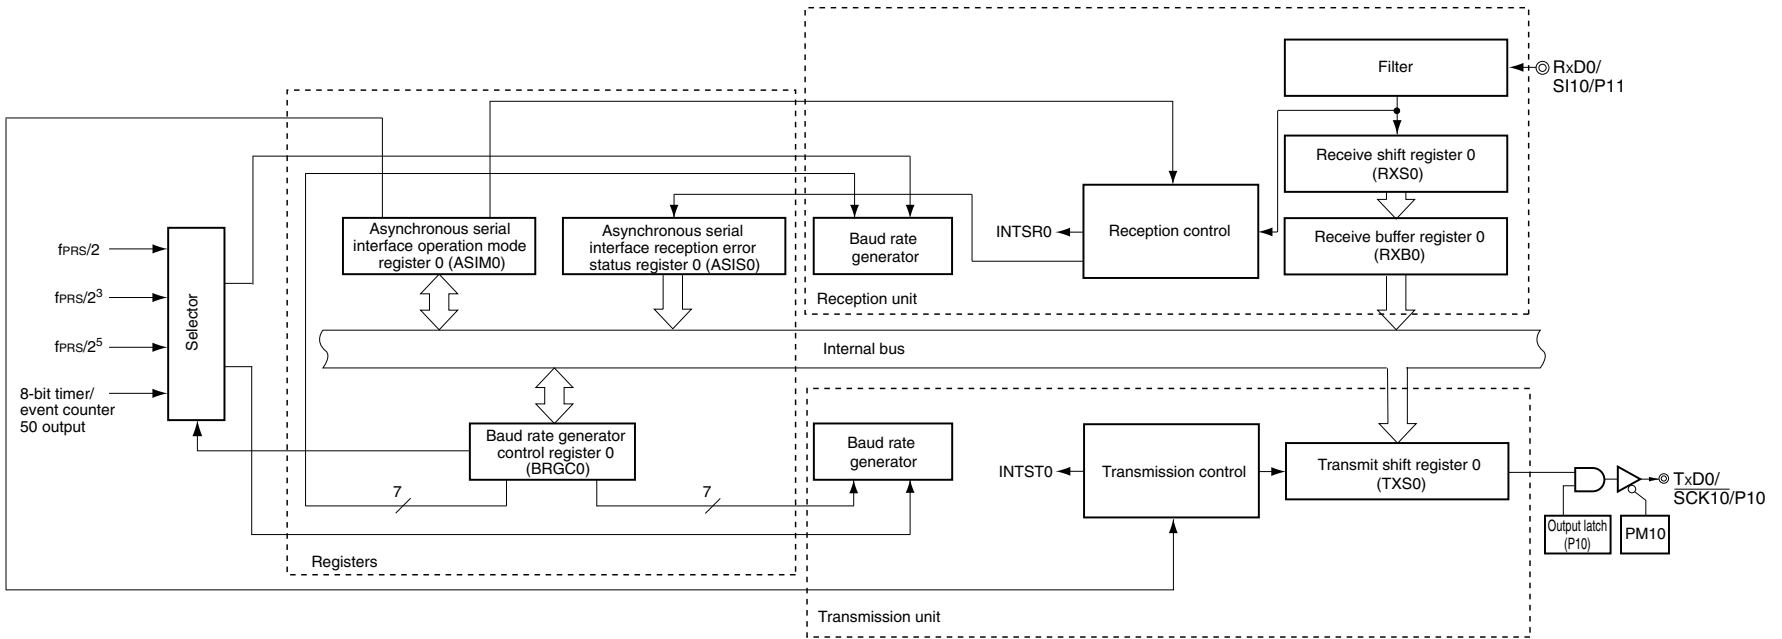 Filter
RxD0/
SI10/P11
Receive shift register 0
(RXS0)
Asynchronous serial
interface operation mode
register 0 (ASIM0)
Asynchronous serial
interface reception error
status register 0 (ASIS0)
Baud rate
generator
INTSR0
Reception control
Receive buffer register 0
(RXB0)
Reception unit
fPRS/2
fPRS/2³
fPRS/2⁵
8-bit timer/
event counter
50 output
Selector
Internal bus
Baud rate generator
control register 0
(BRGC0)
7
7
Baud rate
generator
INTST0
Transmission control
Transmit shift register 0
(TXS0)
TxD0/
SCK10/P10
Output latch
(P10)
PM10
Registers
Transmission unit